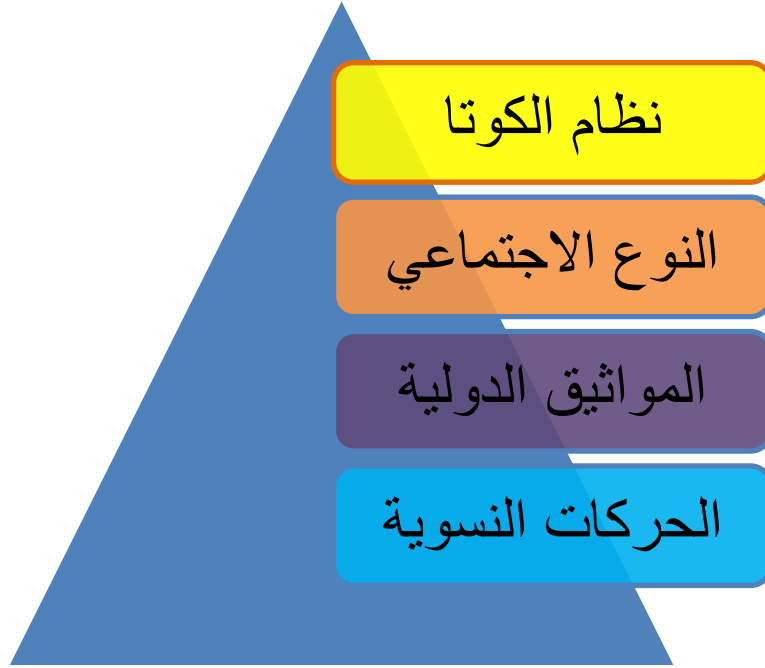 نظام الكوتا
النوع الاجتماعي
المواثيق الدولية
الحركات النسوية